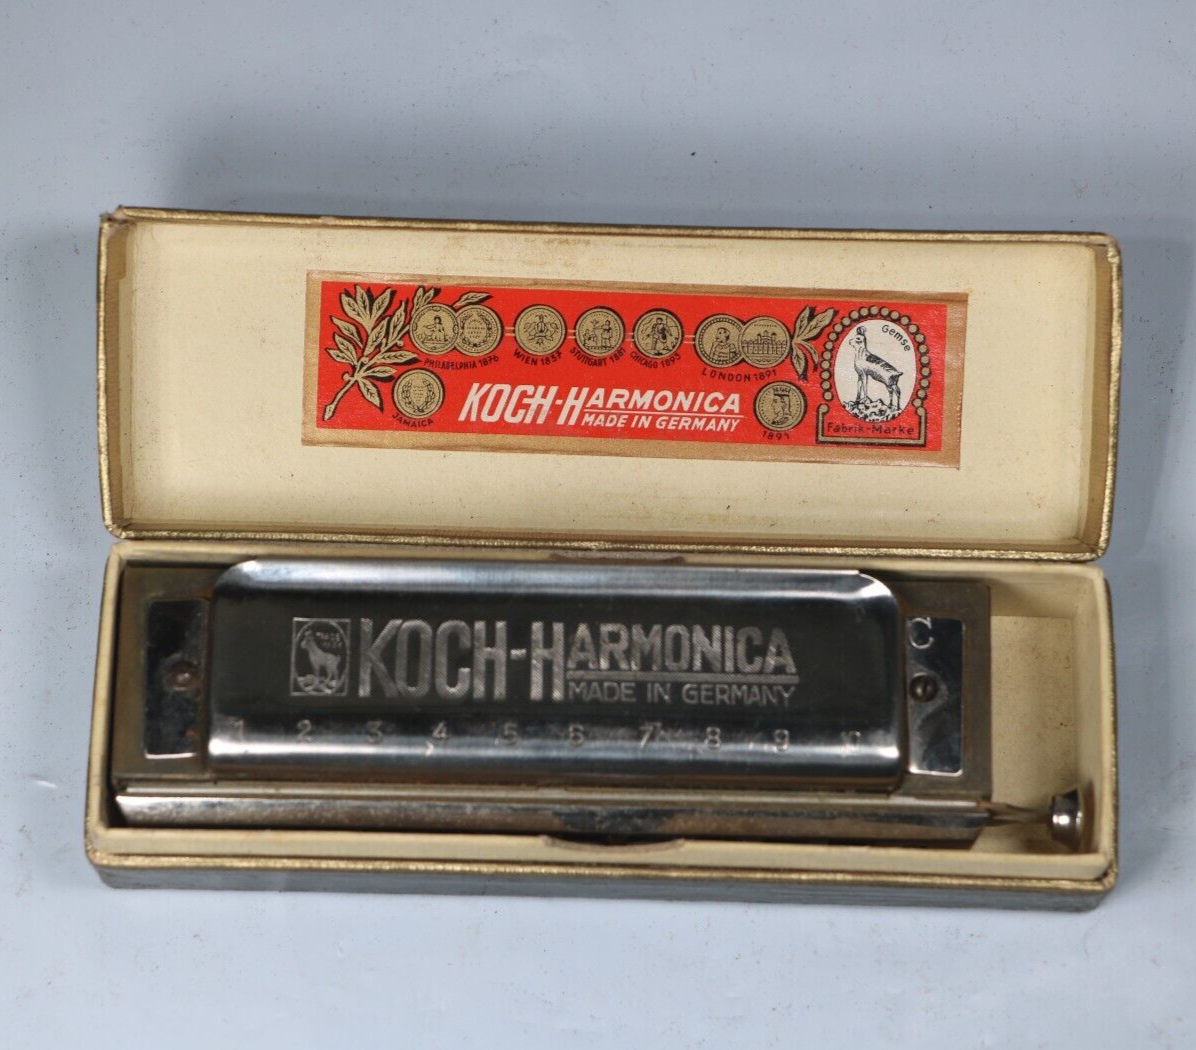 PHILADELPHIA 1876
WIEN 1837
STUTTGART 1881
CHICAGO 1893
LONDON 1891
JAMAICA
1891
KOCH-HARMONICA
MADE IN GERMANY
Gemse
Fabrik-Marke
KOCH-HARMONICA
MADE IN GERMANY
C
1 2 3 4 5 6 7 8 9 10